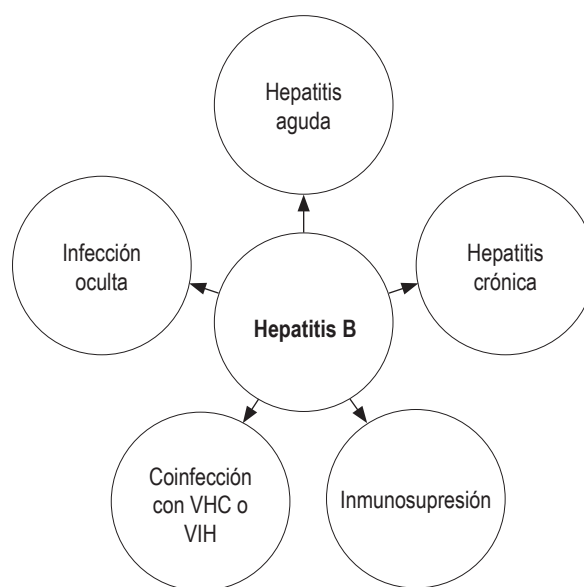 Hepatitis
aguda
Infección
oculta
Hepatitis
crónica
Hepatitis B
Coinfección
con VHC o
VIH
Inmunosupresión